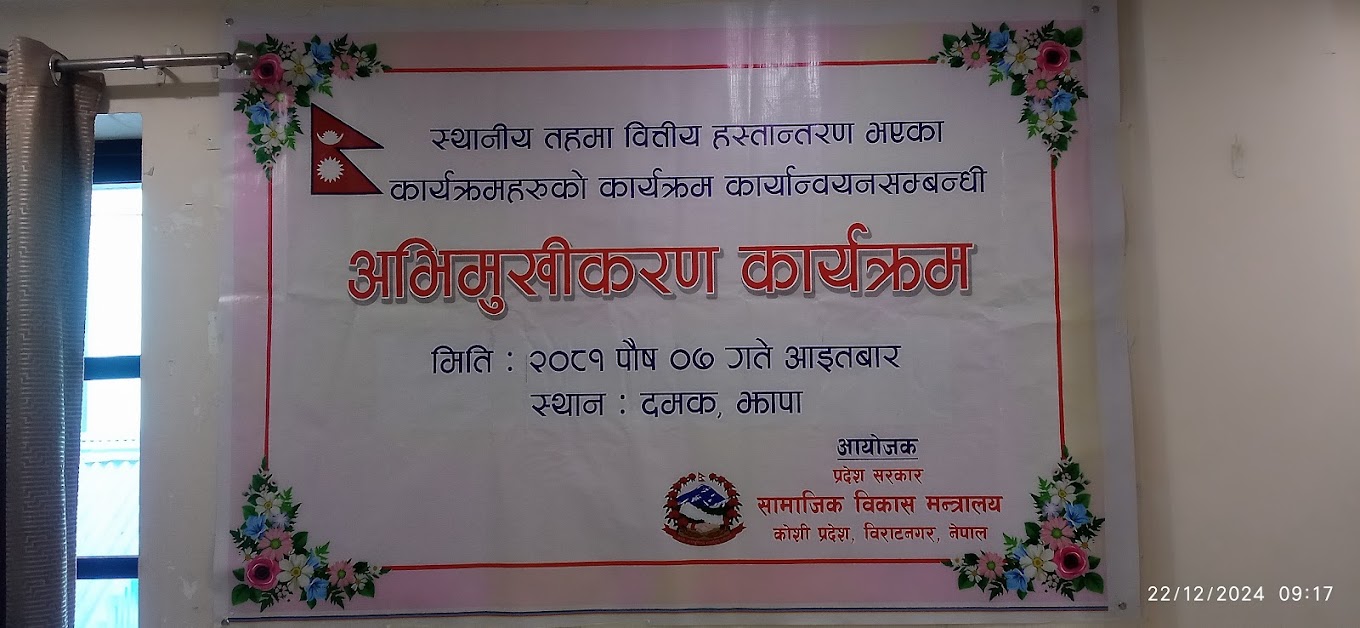 स्थानीय तहमा वित्तीय हस्तान्तरण भएका
कार्यक्रमहरुको कार्यक्रम कार्यान्वयनसम्बन्धी
अभिमुखीकरण कार्यक्रम
मिति : २०८१ पौष ०७ गते आइतबार
स्थान : दमक, झापा
आयोजक
प्रदेश सरकार
सामाजिक विकास मन्त्रालय
कोशी प्रदेश, विराटनगर, नेपाल
22/12/2024 09:17